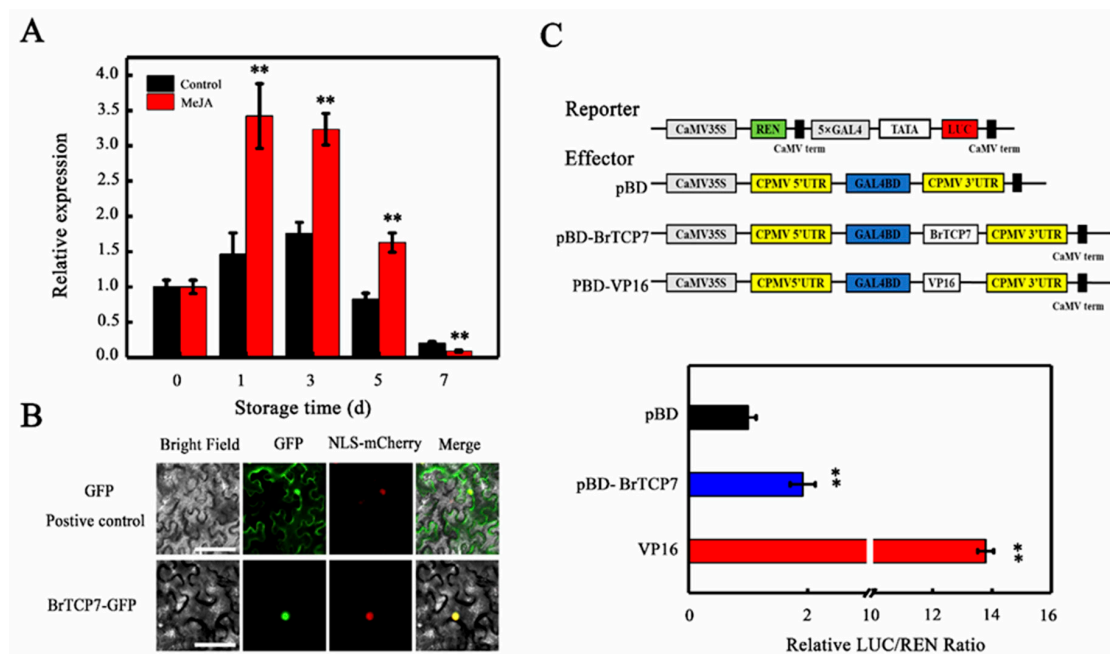 A
4.0
3.5
3.0
2.5
2.0
1.5
1.0
0.5
0.0
Relative expression
Control
MeJA
**
**
**
**
0 1 3 5 7
Storage time (d)
B
Bright Field GFP NLS-mCherry Merge
GFP
Postive control
BrTCP7-GFP
C
Reporter
CaMV35S REN 5×GAL4 TATA LUC
CaMV term CaMV term
Effector
pBD CaMV35S CPMV 5'UTR GAL4BD CPMV 3'UTR
pBD-BrTCP7 CaMV35S CPMV 5'UTR GAL4BD BrTCP7 CPMV 3'UTR
CaMV term
PBD-VP16 CaMV35S CPMV5'UTR GAL4BD VP16 CPMV 3'UTR
CaMV term
pBD
pBD- BrTCP7 **
VP16 **
0 2 10 12 14 16
Relative LUC/REN Ratio